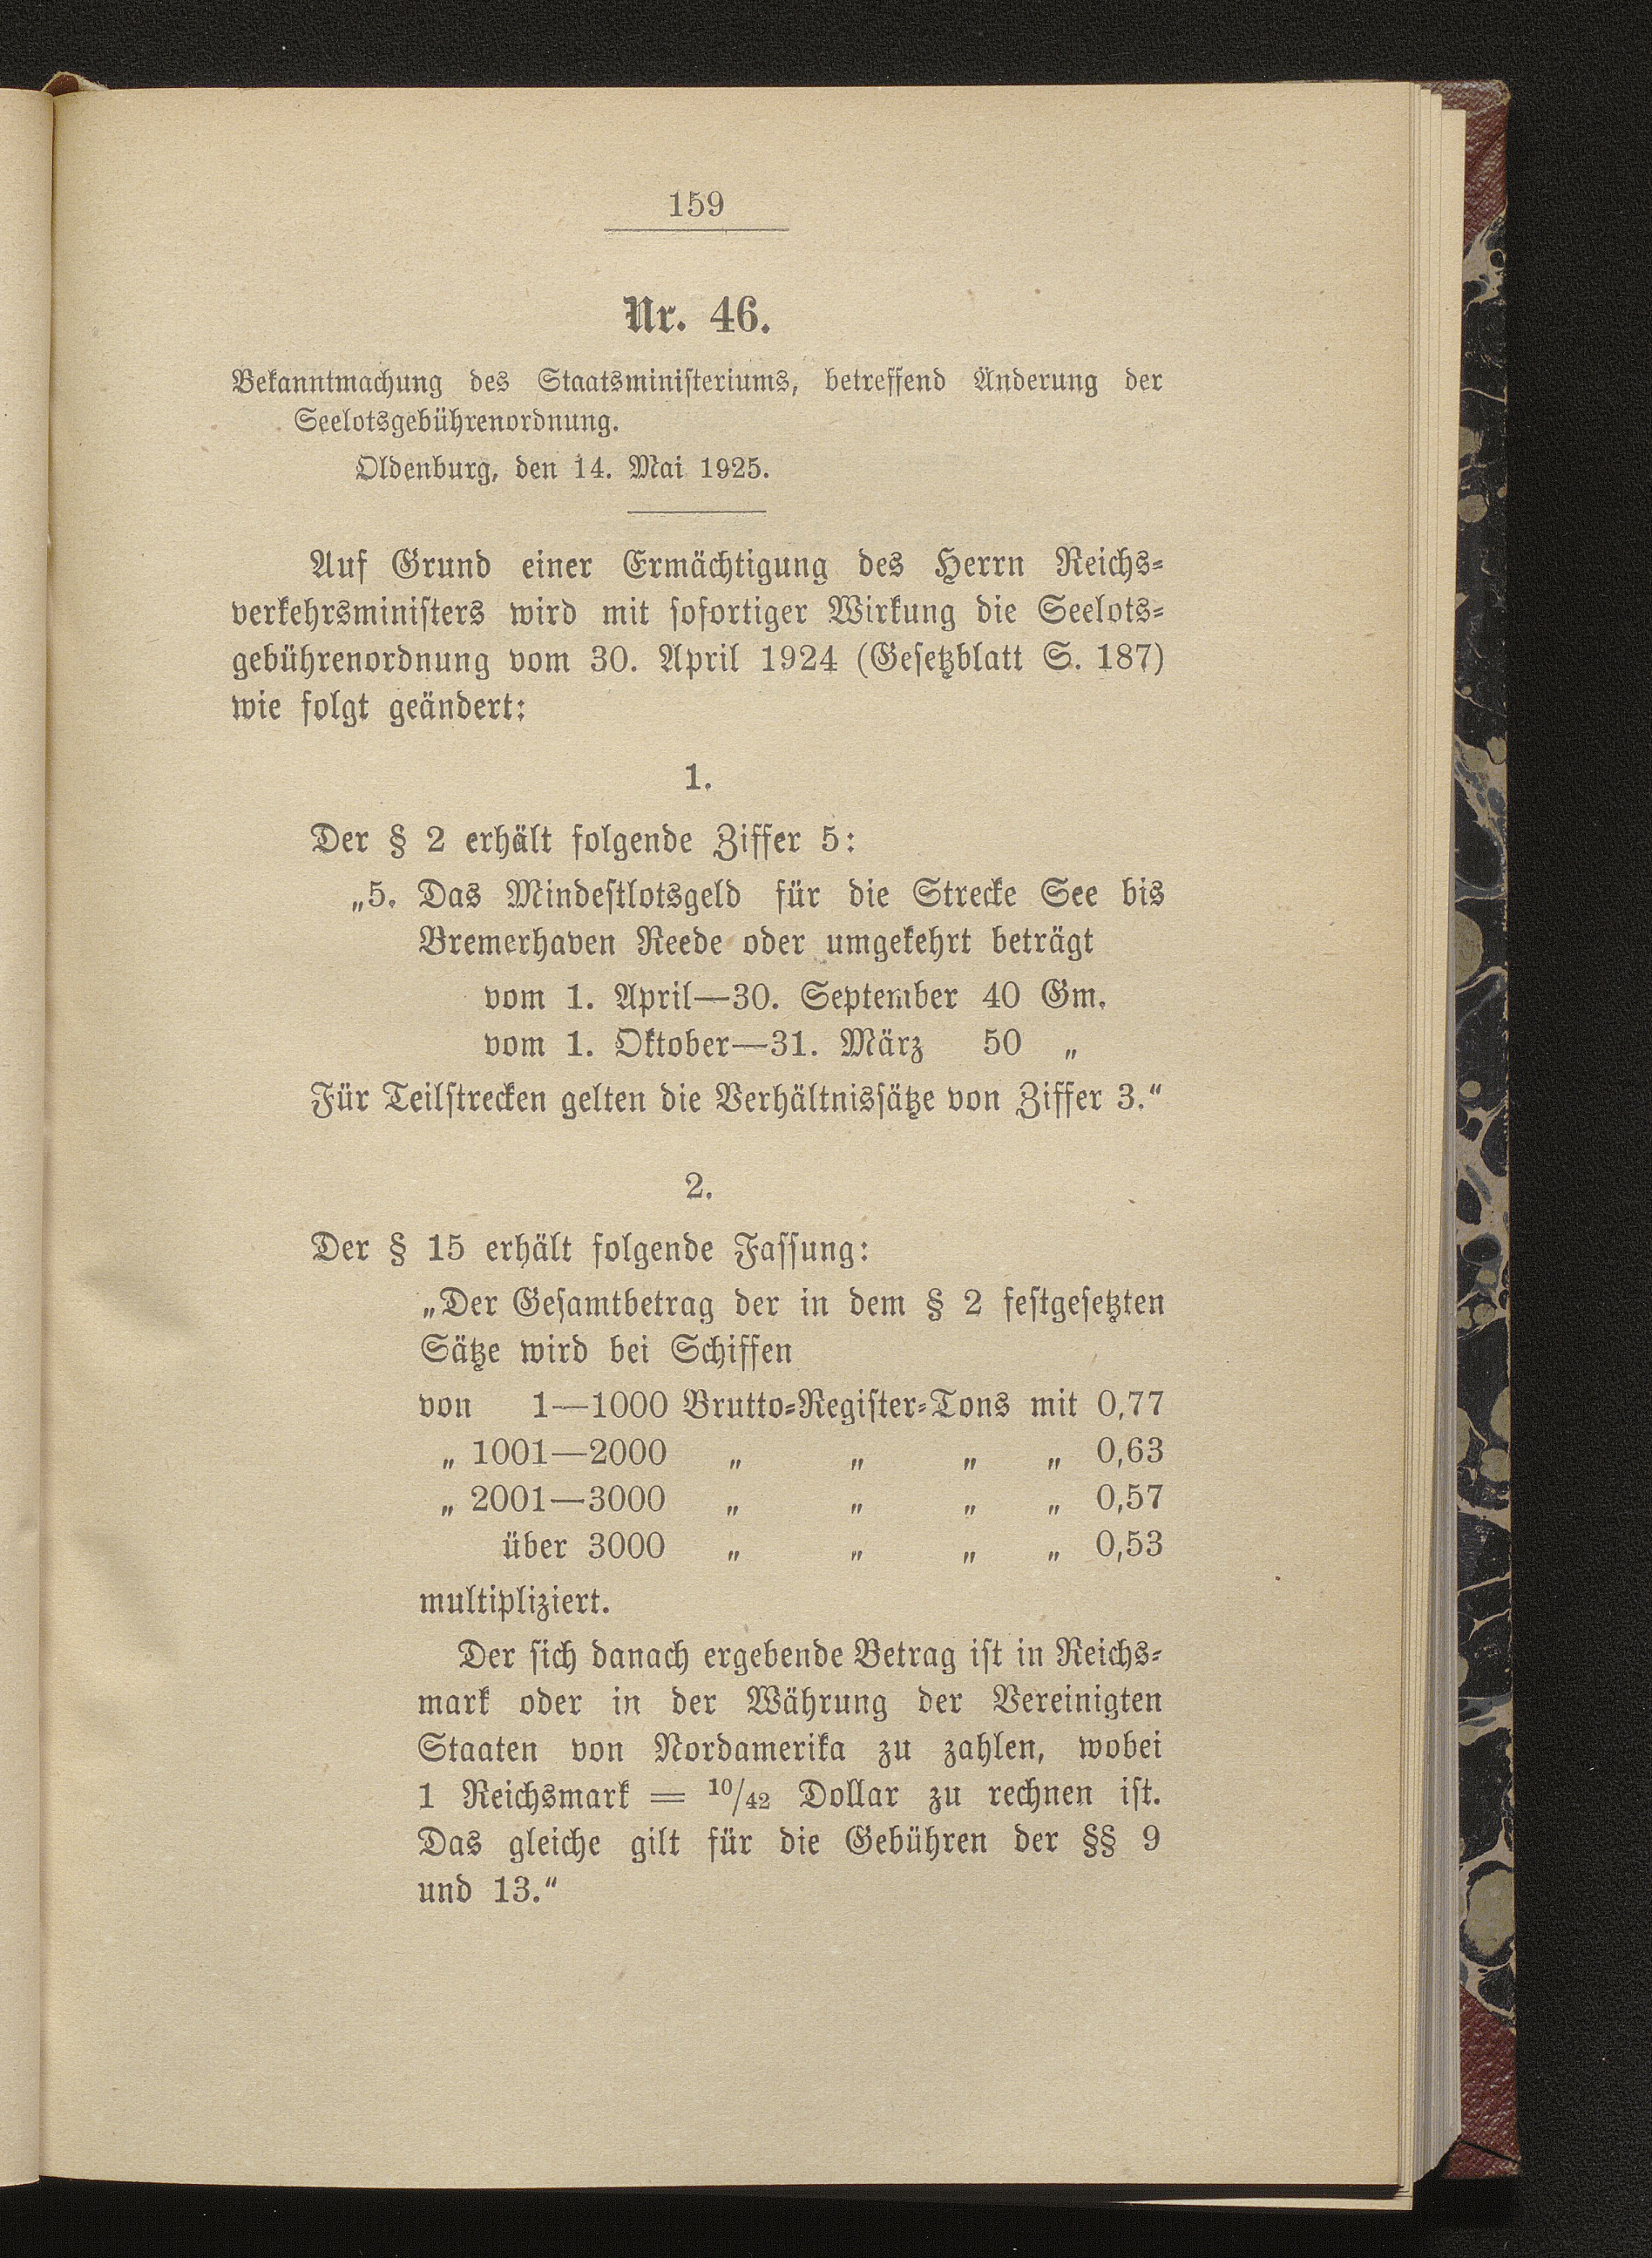 159
Nr. 46.
Bekanntmachung des Staatsministeriums, betreffend Änderung der
Seelotsgebührenordnung.
Oldenburg, den 14. Mai 1925.
Auf Grund einer Ermächtigung des Herrn Reichs-
verkehrsministers wird mit sofortiger Wirkung die Seelots-
gebührenordnung vom 30. April 1924 (Gesetzblatt S. 187)
wie folgt geändert:
1.
Der § 2 erhält folgende Ziffer 5:
„5. Das Mindestlotsgeld für die Strecke See bis
Bremerhaven Reede oder umgekehrt beträgt
vom 1. April—30. September 40 Gm.
vom 1. Oktober—31. März 50 „
Für Teilstrecken gelten die Verhältnissätze von Ziffer 3.“
2.
Der § 15 erhält folgende Fassung:
„Der Gesamtbetrag der in dem § 2 festgesetzten
Sätze wird bei Schiffen
von 1—1000 Brutto-Register-Tons mit 0,77
„ 1001—2000 „ „ „ „ 0,63
„ 2001—3000 „ „ „ „ 0,57
über 3000 „ „ „ „ 0,53
multipliziert.
Der sich danach ergebende Betrag ist in Reichs-
mark oder in der Währung der Vereinigten
Staaten von Nordamerika zu zahlen, wobei
1 Reichsmark = 10/42 Dollar zu rechnen ist.
Das gleiche gilt für die Gebühren der §§ 9
und 13.“